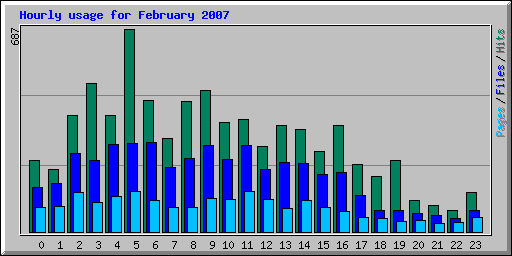 Hourly usage for February 2007
687
Pages / Files / Hits
0 1 2 3 4 5 6 7 8 9 10 11 12 13 14 15 16 17 18 19 20 21 22 23